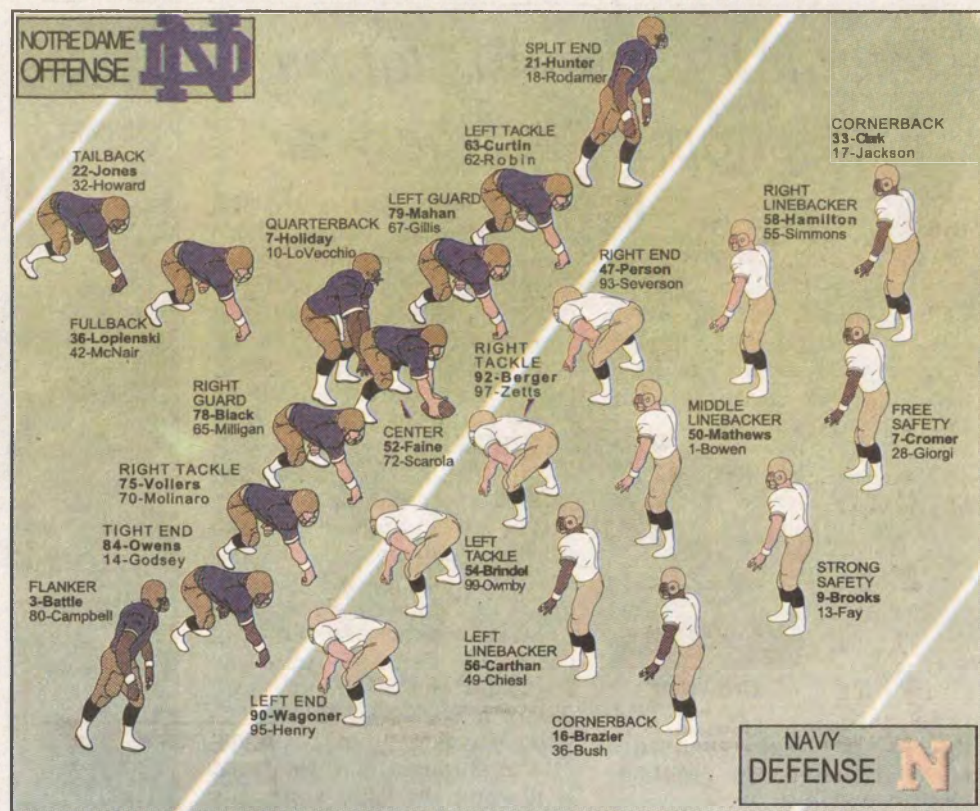 NOTRE DAME
OFFENSE
ND
SPLIT END
21-Hunter
18-Rodamer
CORNERBACK
33-Clark
17-Jackson
LEFT TACKLE
63-Curtin
62-Robin
TAILBACK
22-Jones
32-Howard
LEFT GUARD
79-Mahan
67-Gillis
RIGHT
LINEBACKER
58-Hamilton
55-Simmons
QUARTERBACK
7-Holiday
10-LoVecchio
RIGHT END
47-Person
93-Severson
FULLBACK
36-Lopienski
42-McNair
RIGHT
TACKLE
92-Berger
97-Zetts
RIGHT
GUARD
78-Black
65-Milligan
CENTER
52-Faine
72-Scarola
MIDDLE
LINEBACKER
50-Mathews
1-Bowen
FREE
SAFETY
7-Cromer
28-Giorgi
RIGHT TACKLE
75-Vollers
70-Molinaro
TIGHT END
84-Owens
14-Godsey
LEFT
TACKLE
54-Brindel
99-Owmby
STRONG
SAFETY
9-Brooks
13-Fay
FLANKER
3-Battle
80-Campbell
LEFT
LINEBACKER
56-Carthan
49-Chiesl
LEFT END
90-Wagoner
95-Henry
CORNERBACK
16-Brazier
36-Bush
NAVY
DEFENSE
N